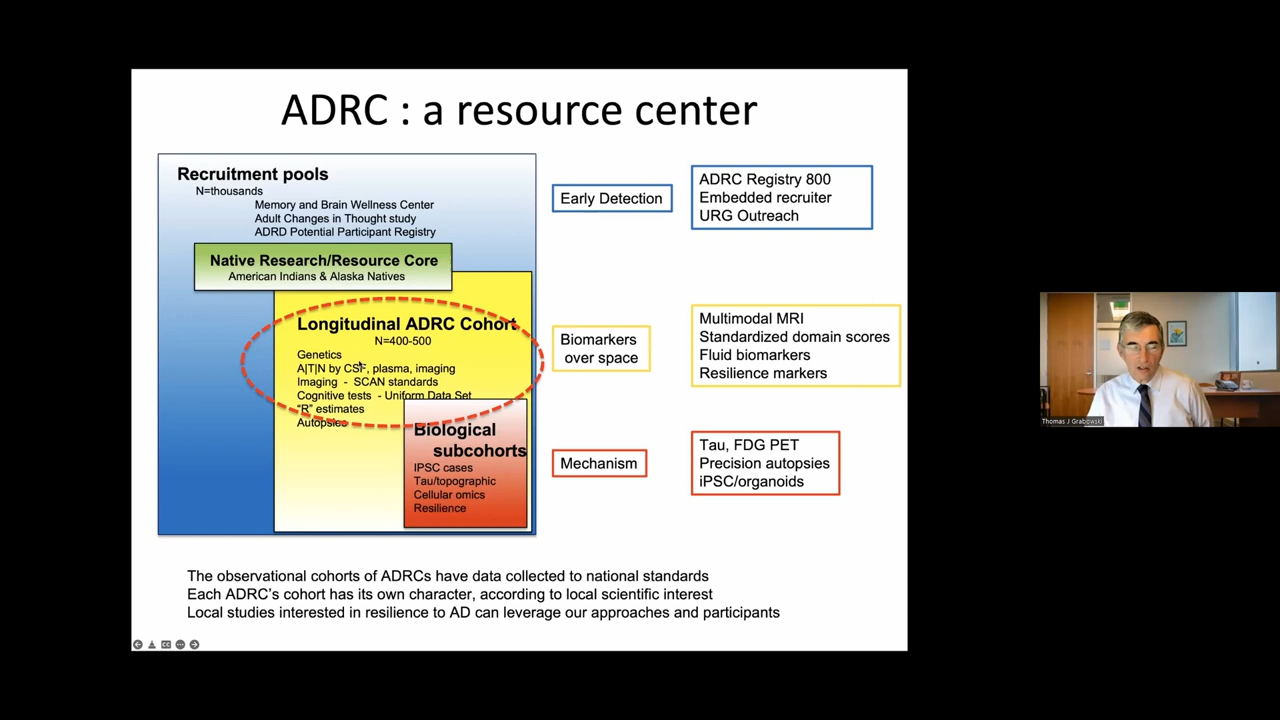 ADRC : a resource center
Recruitment pools
N=thousands
Memory and Brain Wellness Center
Adult Changes in Thought study
ADRD Potential Participant Registry
Native Research/Resource Core
American Indians & Alaska Natives
Longitudinal ADRC Cohort
N=400-500
Genetics
A|T|N by CSF, plasma, imaging
Imaging - SCAN standards
Cognitive tests - Uniform Data Set
"R" estimates
Autopsies
Biological
subcohorts
IPSC cases
Tau/topographic
Cellular omics
Resilience
Early Detection
ADRC Registry 800
Embedded recruiter
URG Outreach
Biomarkers
over space
Multimodal MRI
Standardized domain scores
Fluid biomarkers
Resilience markers
Mechanism
Tau, FDG PET
Precision autopsies
iPSC/organoids
The observational cohorts of ADRCs have data collected to national standards
Each ADRC's cohort has its own character, according to local scientific interest
Local studies interested in resilience to AD can leverage our approaches and participants
Thomas J Grabowski